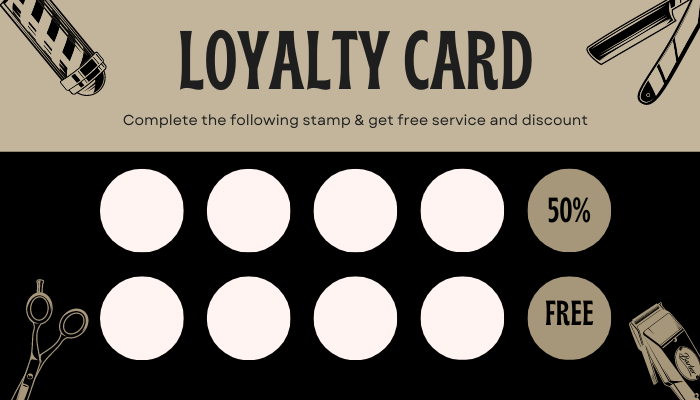 LOYALTY CARD
Complete the following stamp & get free service and discount
50%
FREE